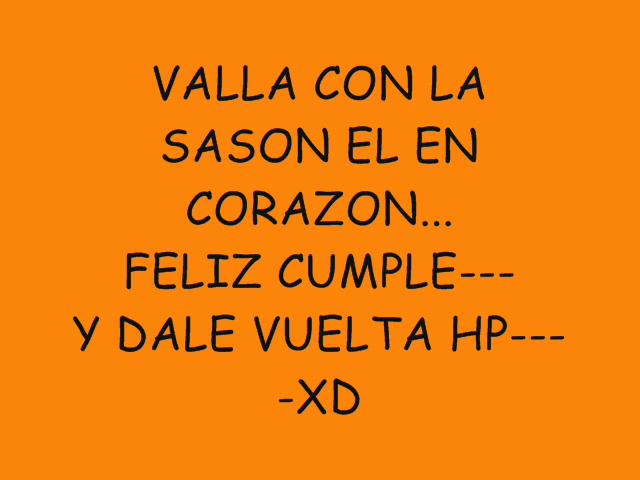 VALLA CON LA
SASON EL EN
CORAZON...
FELIZ CUMPLE---
Y DALE VUELTA HP---
-XD